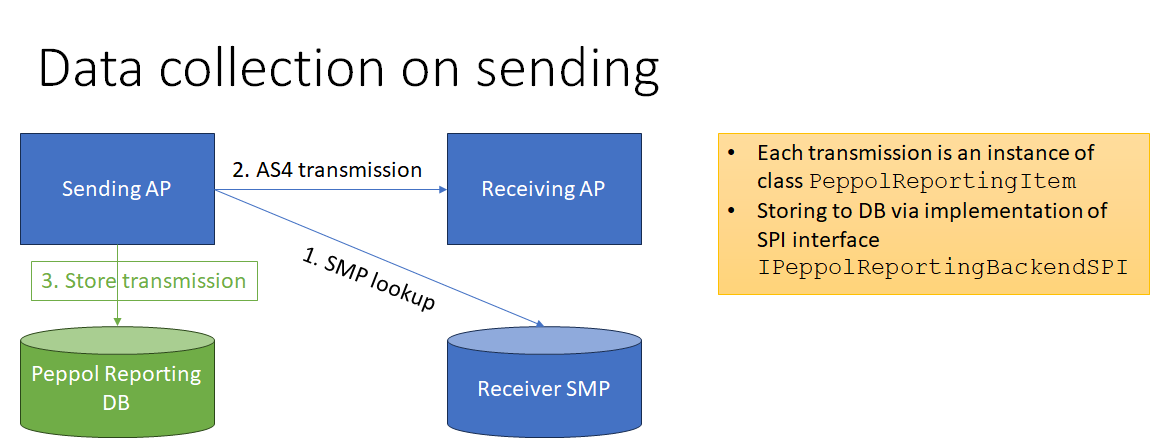 Data collection on sending
Sending AP
2. AS4 transmission
Receiving AP
1. SMP lookup
3. Store transmission
Peppol Reporting
DB
Receiver SMP
• Each transmission is an instance of
class PeppolReportingItem
• Storing to DB via implementation of
SPI interface
IPeppolReportingBackendSPI